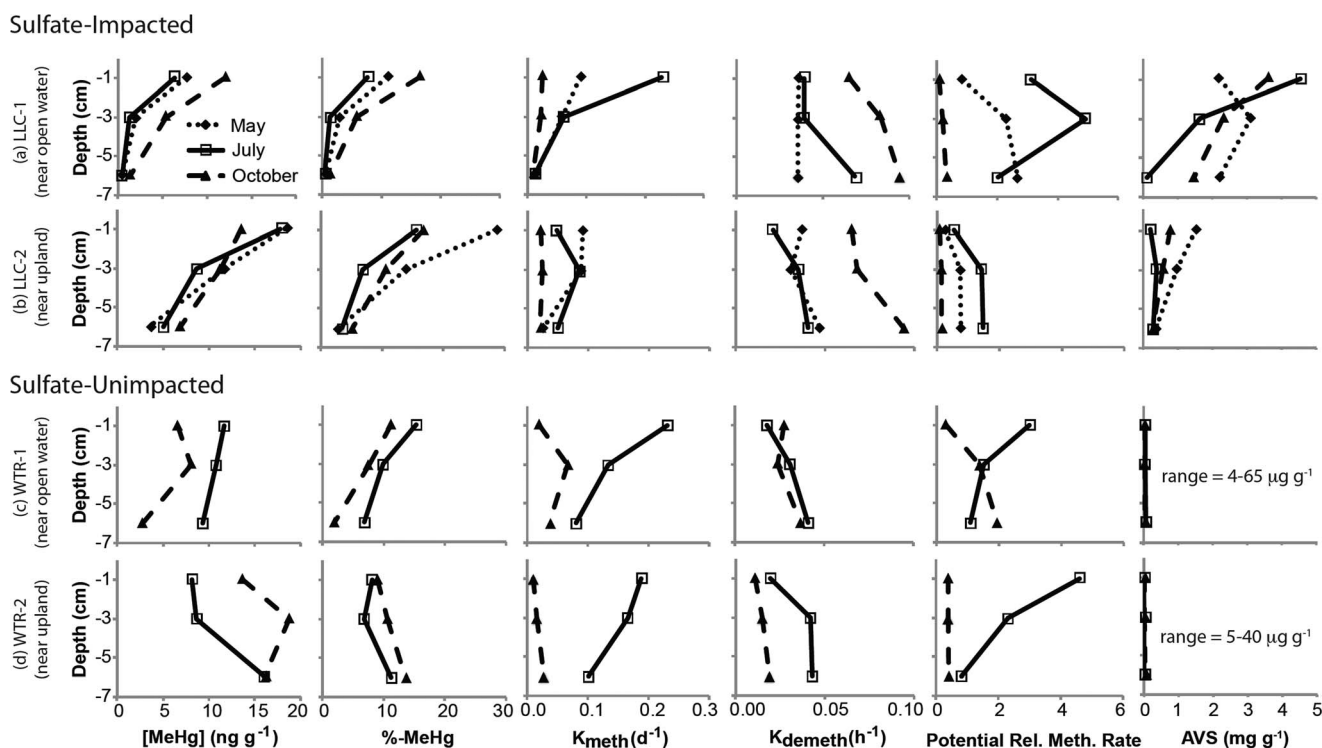 Sulfate-Impacted
(a) LLC-1
(near open water)
Depth (cm)
-1
-3
-5
-7
May
July
October
(b) LLC-2
(near upland)
Depth (cm)
-1
-3
-5
-7
Sulfate-Unimpacted
(c) WTR-1
(near open water)
Depth (cm)
-1
-3
-5
-7
range = 4-65 μg g⁻¹
(d) WTR-2
(near upland)
Depth (cm)
-1
-3
-5
-7
range = 5-40 μg g⁻¹
0 5 10 15 20
0 10 20 30
0.0 0.1 0.2 0.3
0.00 0.05 0.10
0 2 4 6
0 1 2 3 4 5
[MeHg] (ng g⁻¹)
%-MeHg
Kmeth(d⁻¹)
Kdemeth(h⁻¹)
Potential Rel. Meth. Rate
AVS (mg g⁻¹)